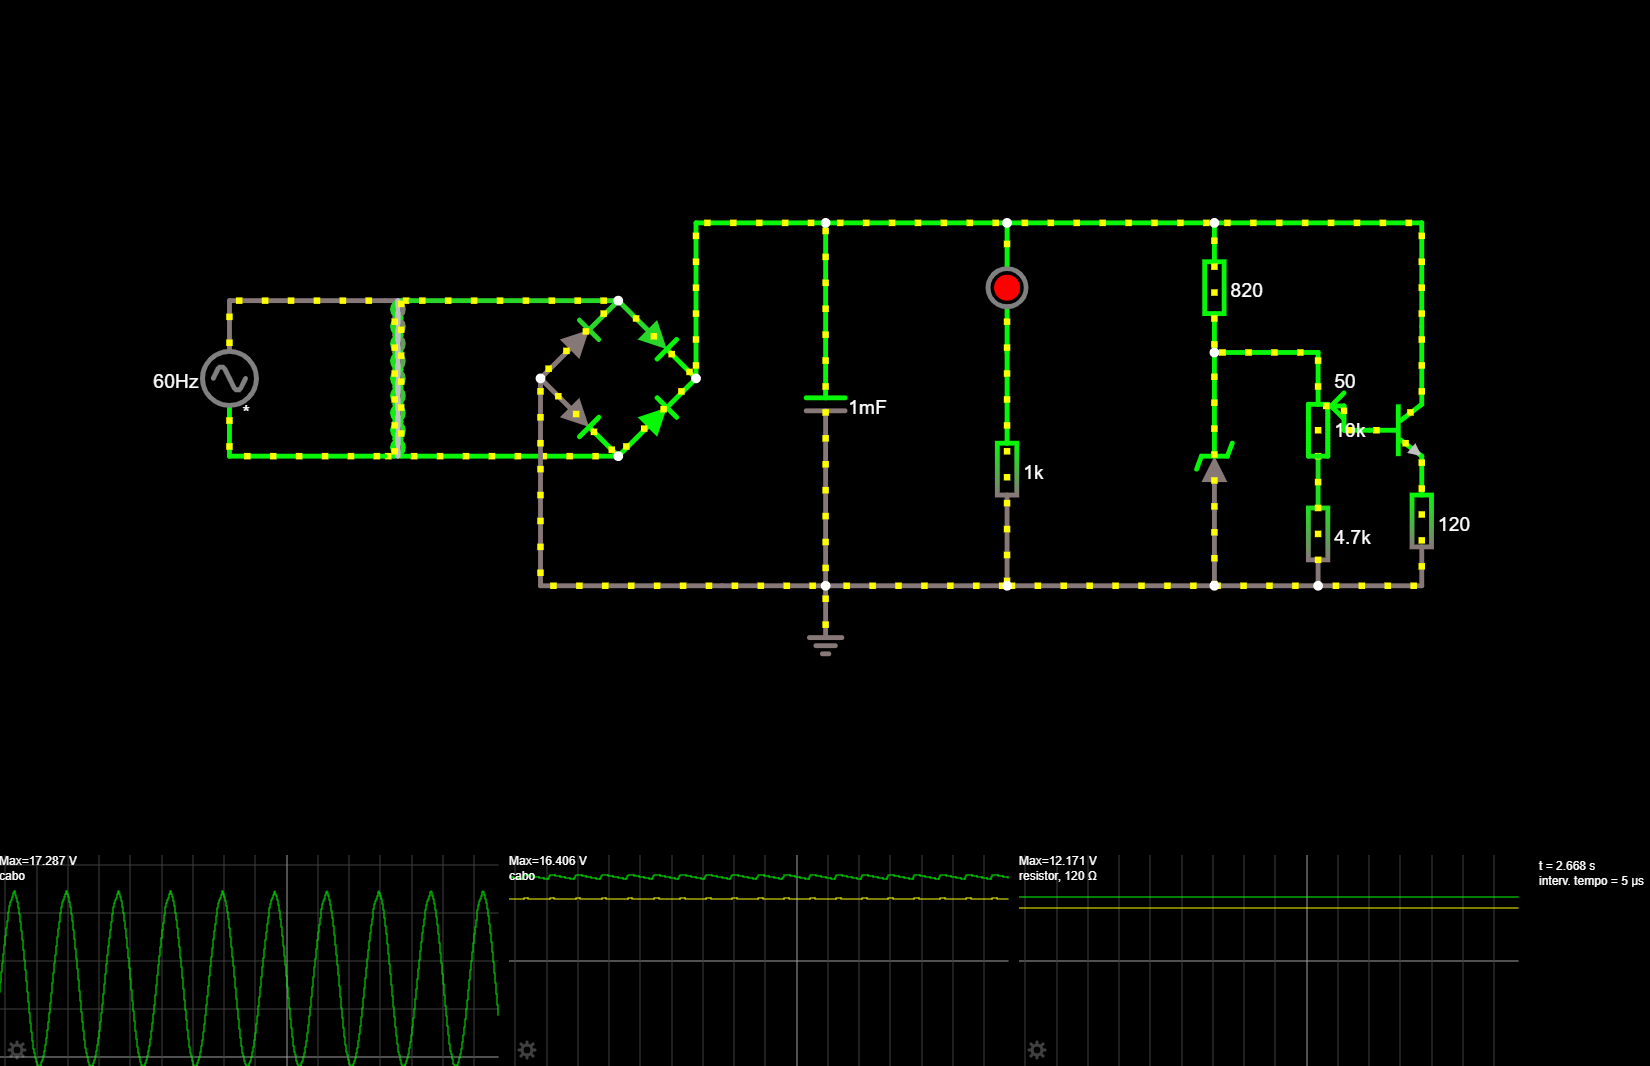 60Hz
*
1mF
1k
820
50
10k
4.7k
120
Max=17.287 V
cabo
Max=16.406 V
cabo
Max=12.171 V
resistor, 120 Ω
t = 2.668 s
interv. tempo = 5 µs